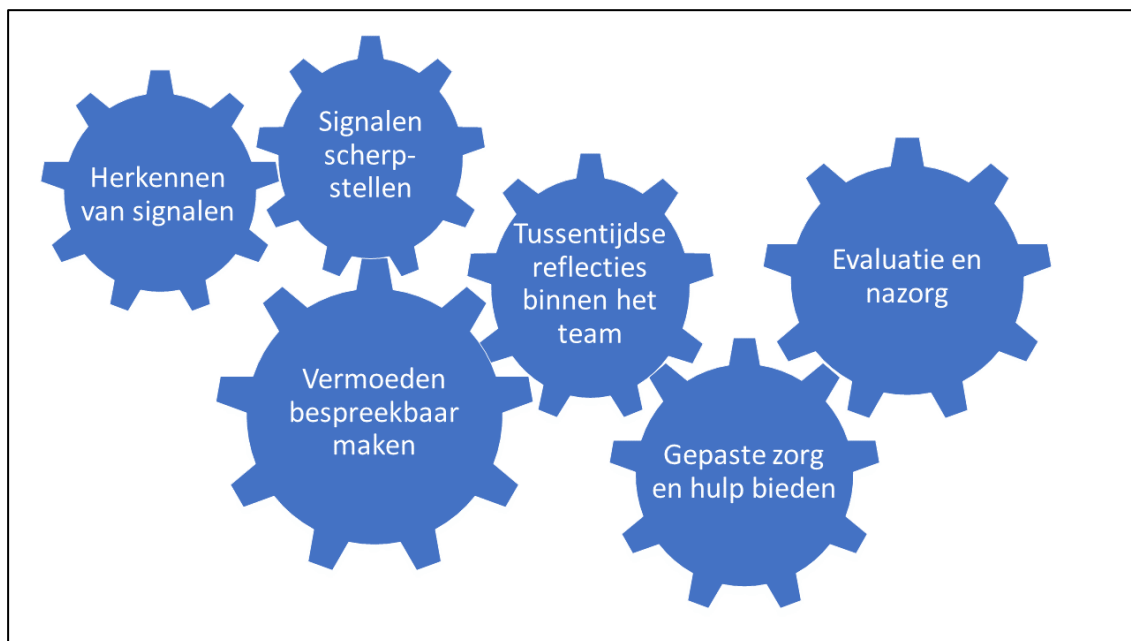 Herkennen
van signalen
Signalen
scherp-
stellen
Vermoeden
bespreekbaar
maken
Tussentijdse
reflecties
binnen het
team
Gepaste zorg
en hulp bieden
Evaluatie en
nazorg